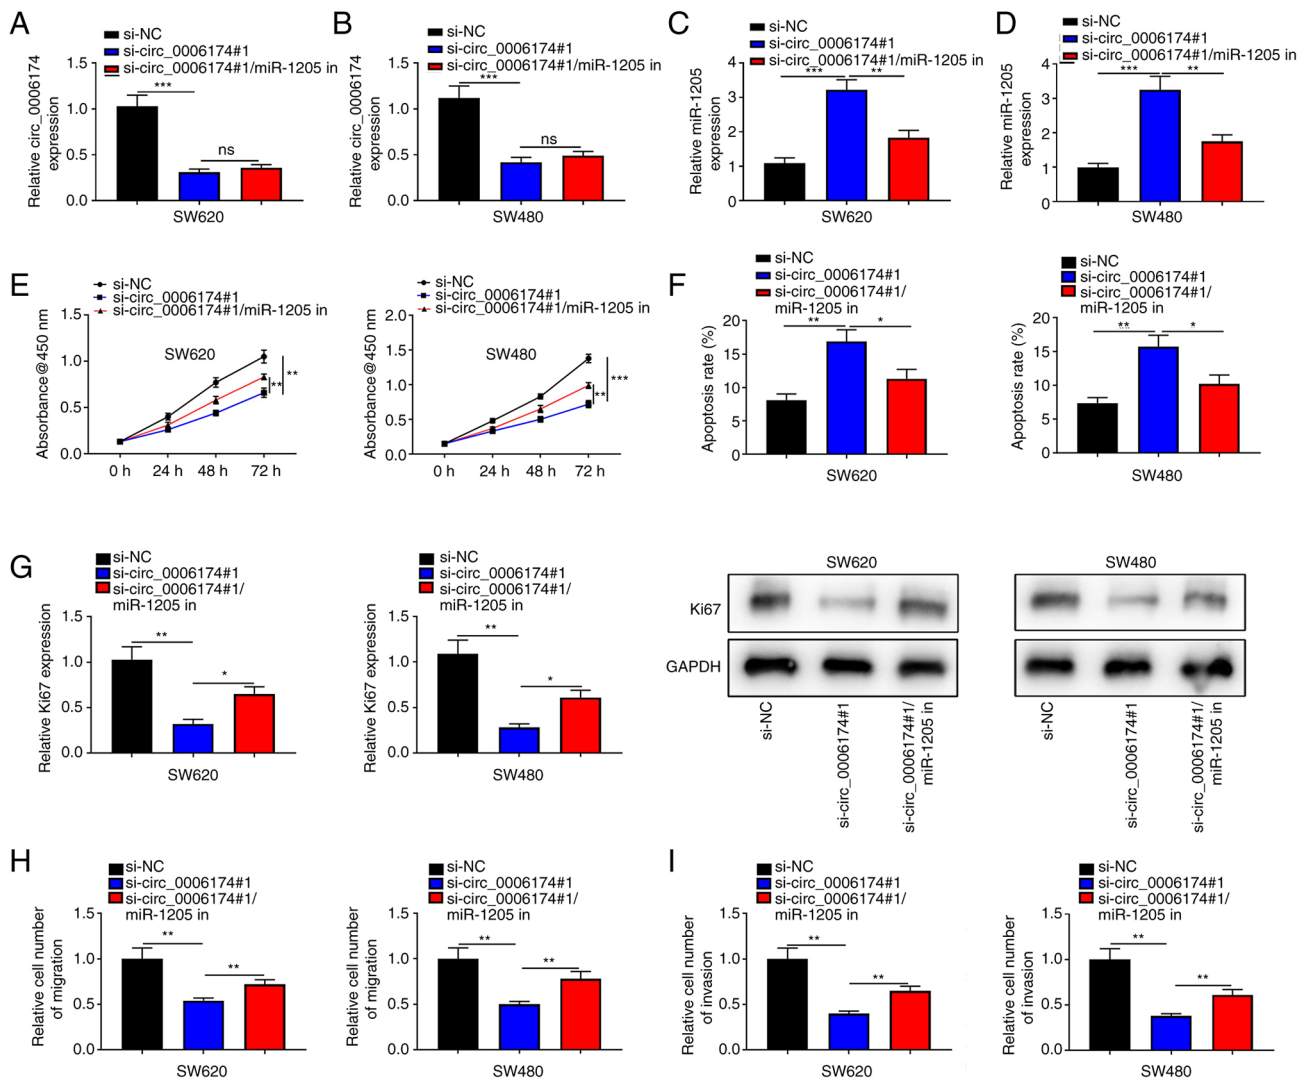 A
si-NC
si-circ_0006174#1
si-circ_0006174#1/miR-1205 in
Relative circ_0006174
expression
1.5
1.0
0.5
0.0
***
ns
SW620
B
si-NC
si-circ_0006174#1
si-circ_0006174#1/miR-1205 in
Relative circ_0006174
expression
1.5
1.0
0.5
0.0
***
ns
SW480
C
si-NC
si-circ_0006174#1
si-circ_0006174#1/miR-1205 in
Relative miR-1205
expression
4
3
2
1
0
***
**
SW620
D
si-NC
si-circ_0006174#1
si-circ_0006174#1/miR-1205 in
Relative miR-1205
expression
4
3
2
1
0
***
**
SW480
E
si-NC
si-circ_0006174#1
si-circ_0006174#1/miR-1205 in
Absorbance@450 nm
1.5
1.0
0.5
0.0
SW620
**
**
0 h
24 h
48 h
72 h
si-NC
si-circ_0006174#1
si-circ_0006174#1/miR-1205 in
Absorbance@450 nm
2.0
1.5
1.0
0.5
0.0
SW480
**
***
0 h
24 h
48 h
72 h
F
si-NC
si-circ_0006174#1
si-circ_0006174#1/
miR-1205 in
Apoptosis rate (%)
20
15
10
5
0
**
*
SW620
si-NC
si-circ_0006174#1
si-circ_0006174#1/
miR-1205 in
Apoptosis rate (%)
20
15
10
5
0
**
*
SW480
G
si-NC
si-circ_0006174#1
si-circ_0006174#1/
miR-1205 in
Relative Ki67 expression
1.5
1.0
0.5
0.0
**
*
SW620
si-NC
si-circ_0006174#1
si-circ_0006174#1/
miR-1205 in
Relative Ki67 expression
1.5
1.0
0.5
0.0
**
*
SW480
SW620
SW480
Ki67
GAPDH
si-NC
si-circ_0006174#1
si-circ_0006174#1/
miR-1205 in
si-NC
si-circ_0006174#1
si-circ_0006174#1/
miR-1205 in
H
si-NC
si-circ_0006174#1
si-circ_0006174#1/
miR-1205 in
Relative cell number
of migration
1.5
1.0
0.5
0.0
**
**
SW620
si-NC
si-circ_0006174#1
si-circ_0006174#1/
miR-1205 in
Relative cell number
of migration
1.5
1.0
0.5
0.0
**
**
SW480
I
si-NC
si-circ_0006174#1
si-circ_0006174#1/
miR-1205 in
Relative cell number
of invasion
1.5
1.0
0.5
0.0
**
**
SW620
si-NC
si-circ_0006174#1
si-circ_0006174#1/
miR-1205 in
Relative cell number
of invasion
1.5
1.0
0.5
0.0
**
**
SW480